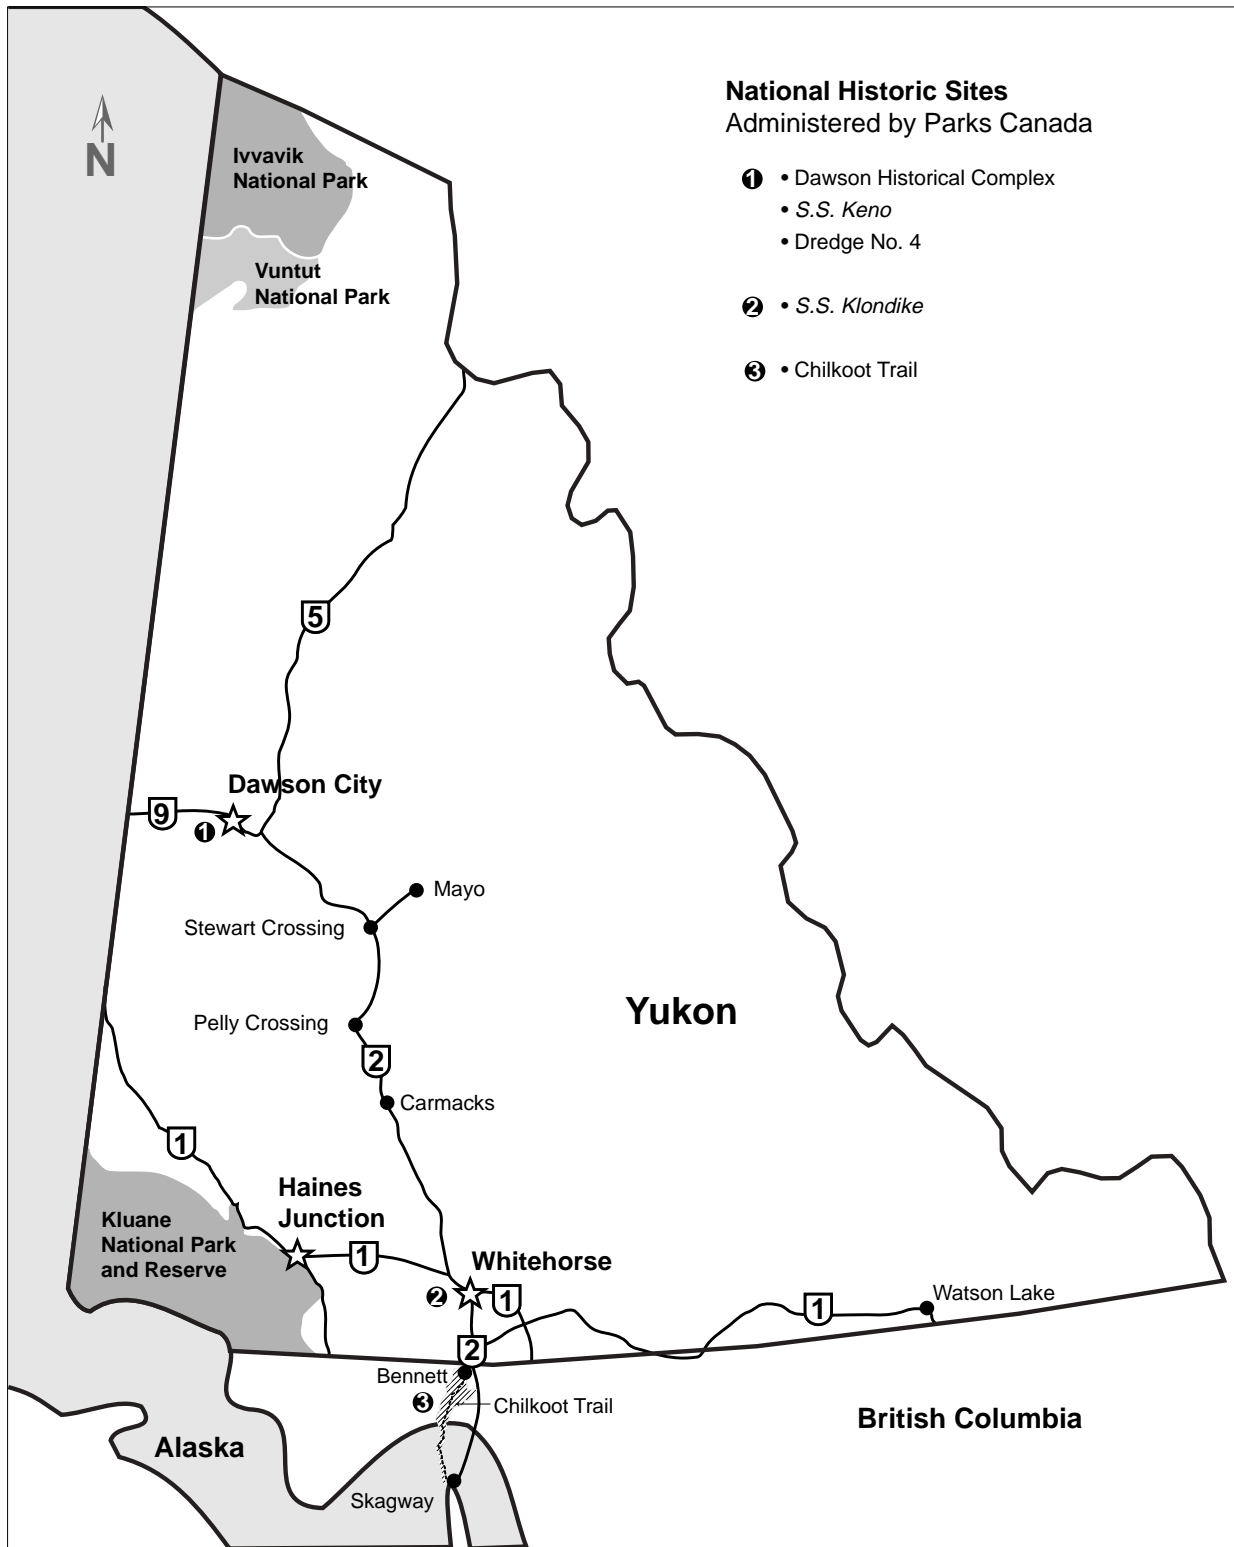 National Historic Sites
Administered by Parks Canada
1 • Dawson Historical Complex
• S.S. Keno
• Dredge No. 4
2 • S.S. Klondike
3 • Chilkoot Trail
N
Ivvavik
National Park
Vuntut
National Park
5
Dawson City
9
1
Mayo
Stewart Crossing
Yukon
Pelly Crossing
2
Carmacks
1
Haines
Junction
Kluane
National Park
and Reserve
1
Whitehorse
2
1
Watson Lake
1
2
Bennett
3
Chilkoot Trail
British Columbia
Alaska
Skagway